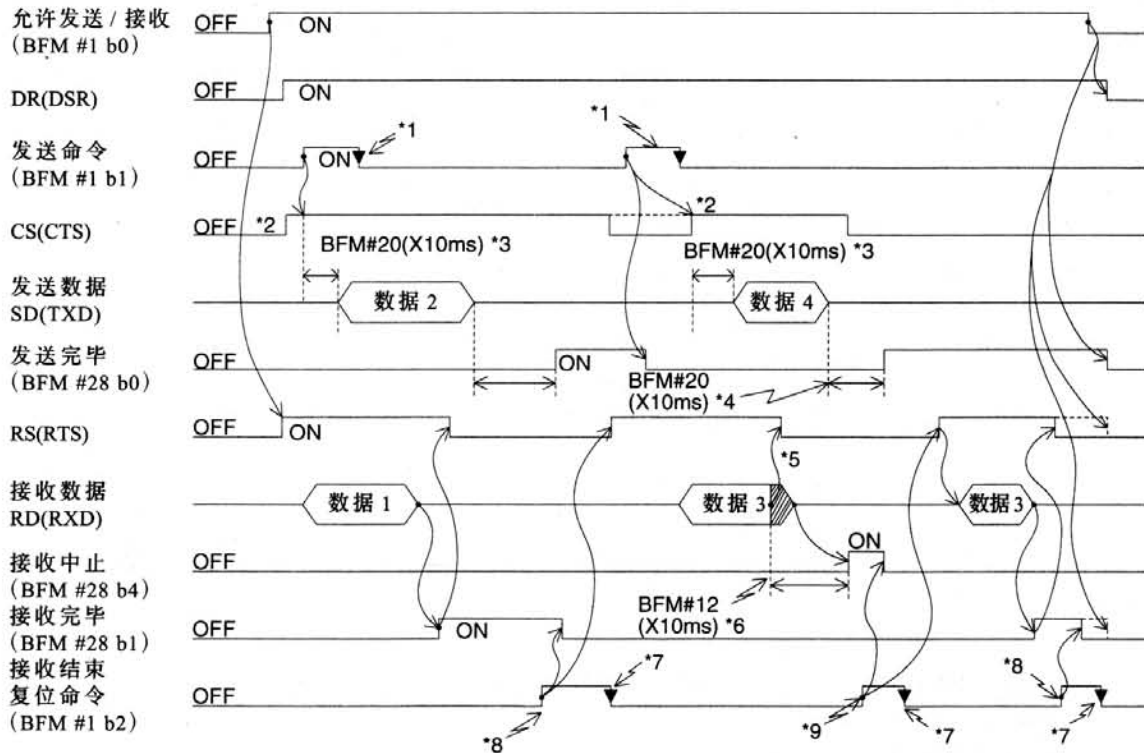 允许发送 / 接收
(BFM #1 b0)
OFF
ON
DR(DSR)
OFF
ON
发送命令
(BFM #1 b1)
OFF
ON
*1
*1
CS(CTS)
OFF
*2
*2
BFM#20(X10ms) *3
BFM#20(X10ms) *3
发送数据
SD(TXD)
数据 2
数据 4
发送完毕
(BFM #28 b0)
OFF
ON
BFM#20
(X10ms) *4
RS(RTS)
OFF
ON
*5
接收数据
RD(RXD)
数据 1
数据 3
数据 3
接收中止
(BFM #28 b4)
OFF
ON
BFM#12
(X10ms) *6
接收完毕
(BFM #28 b1)
OFF
ON
接收结束
复位命令
(BFM #1 b2)
OFF
*7
*8
*8
*9
*7
*7